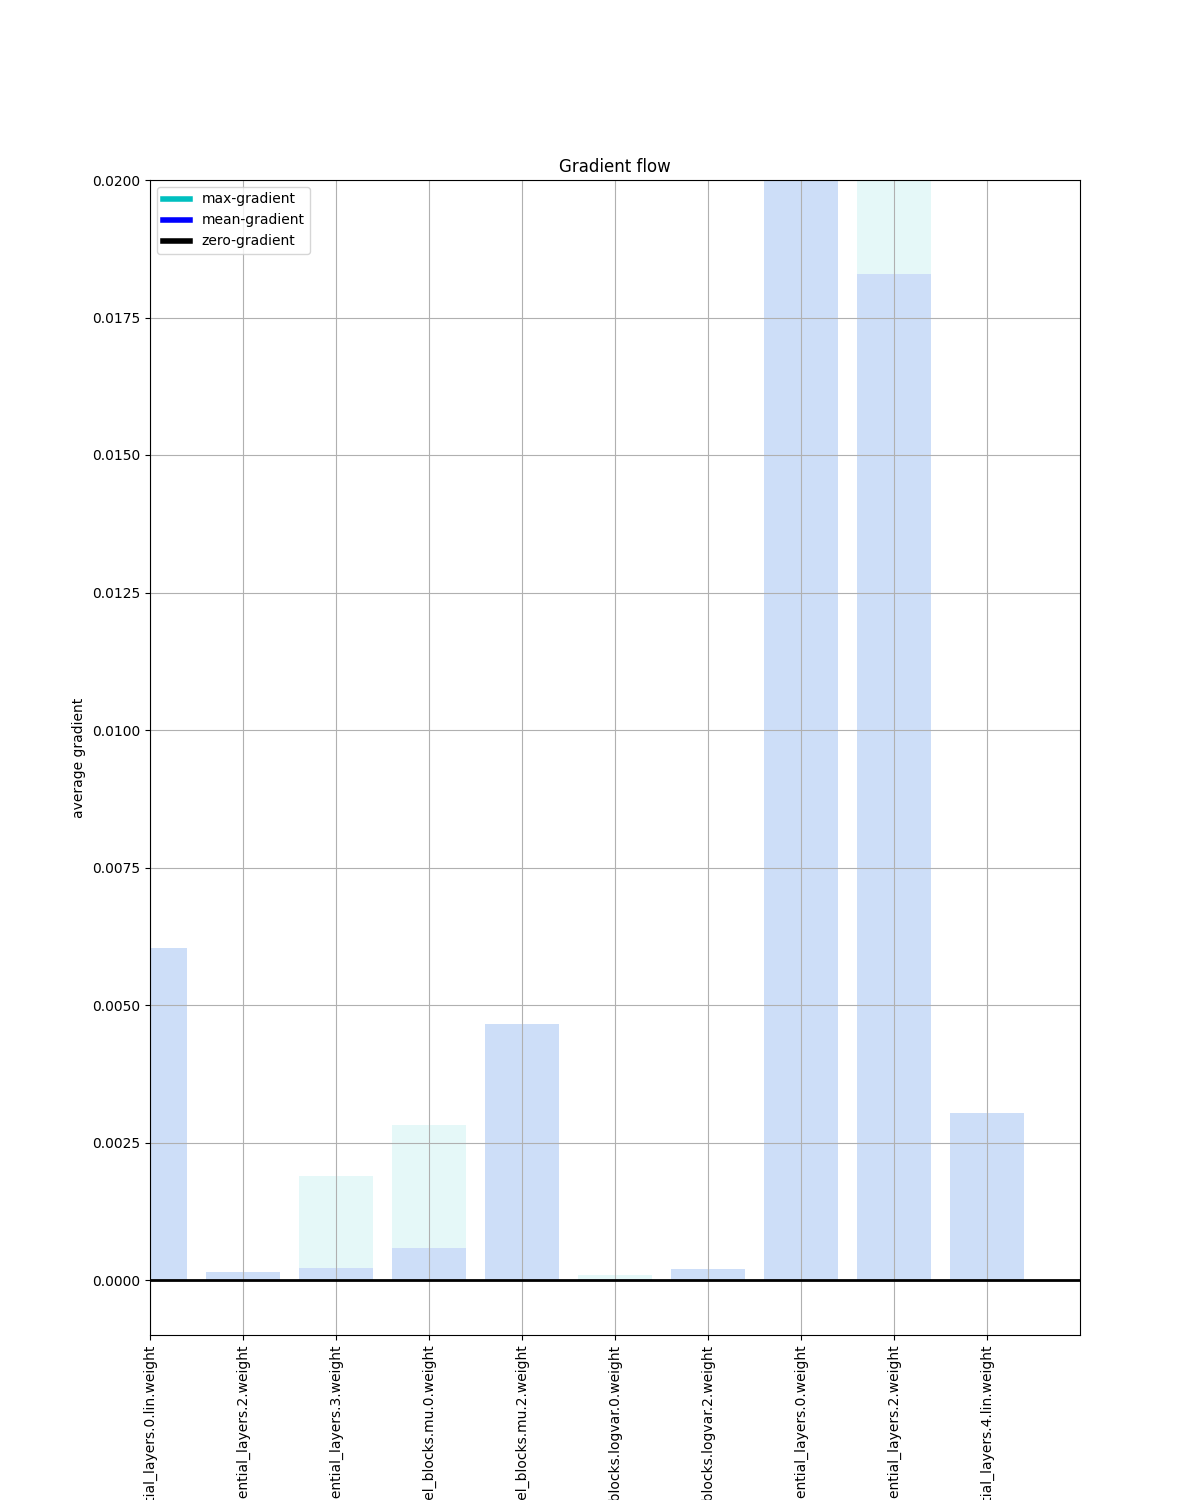 Gradient flow
max-gradient
mean-gradient
zero-gradient
0.0200
0.0175
0.0150
0.0125
0.0100
0.0075
0.0050
0.0025
0.0000
average gradient
tial_layers.0.lin.weight
ential_layers.2.weight
ential_layers.3.weight
el_blocks.mu.0.weight
el_blocks.mu.2.weight
blocks.logvar.0.weight
blocks.logvar.2.weight
ential_layers.0.weight
ential_layers.2.weight
tial_layers.4.lin.weight